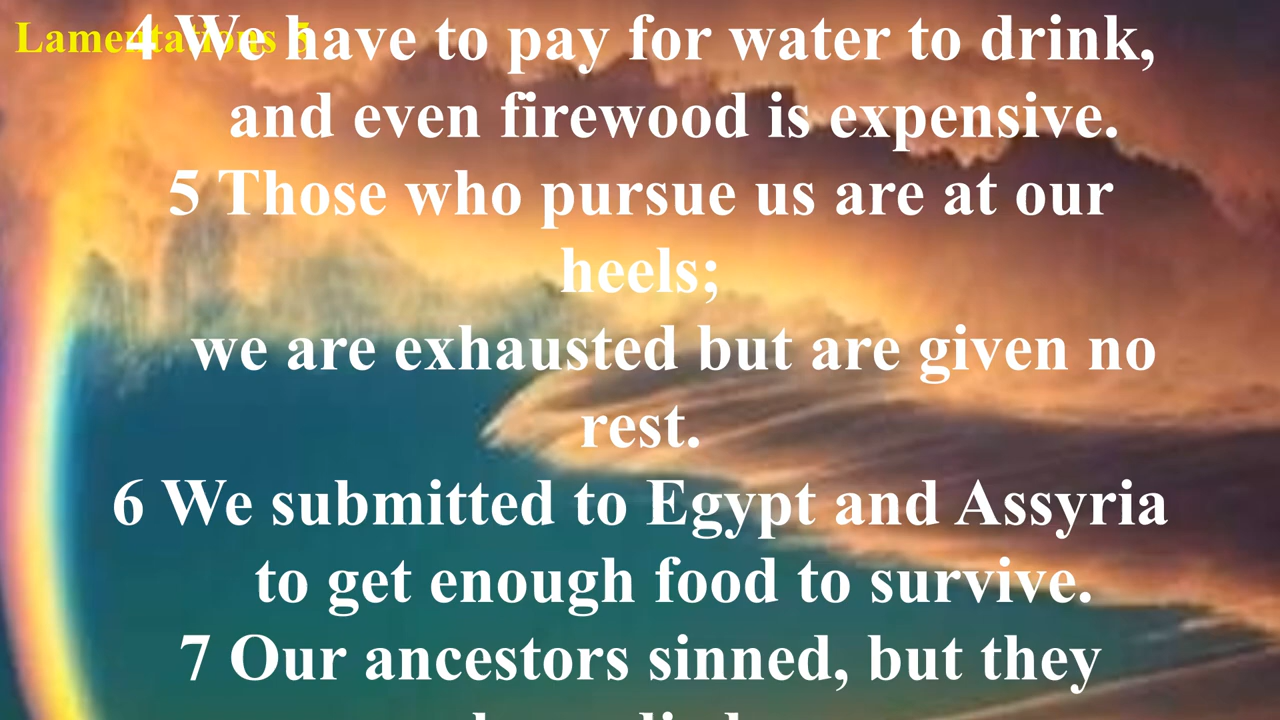 Lamentations 5
4 We have to pay for water to drink,
and even firewood is expensive.
5 Those who pursue us are at our
heels;
we are exhausted but are given no
rest.
6 We submitted to Egypt and Assyria
to get enough food to survive.
7 Our ancestors sinned, but they